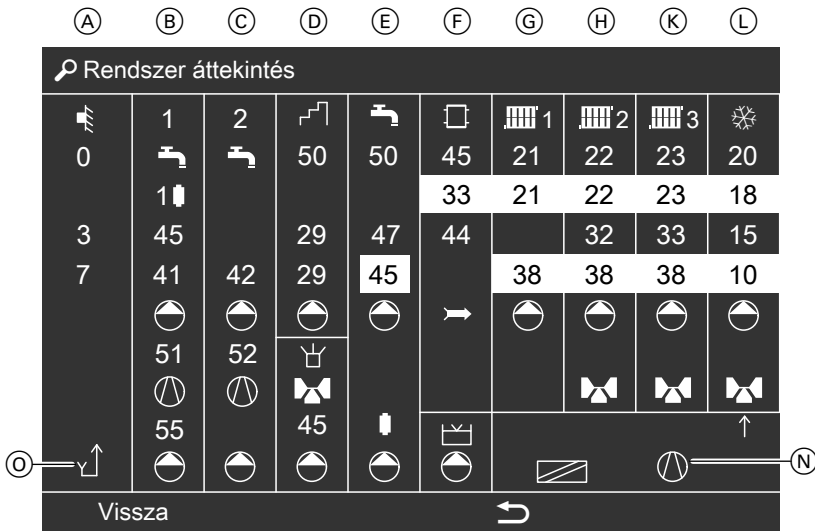 A B C D E F G H K L
Rendszer áttekintés
1 2 1 2 3
0 50 50 45 21 22 23 20
1 33 21 22 23 18
3 45 29 47 44 32 33 15
7 41 42 29 45 38 38 38 10
51 52
55 45
O N
Vissza